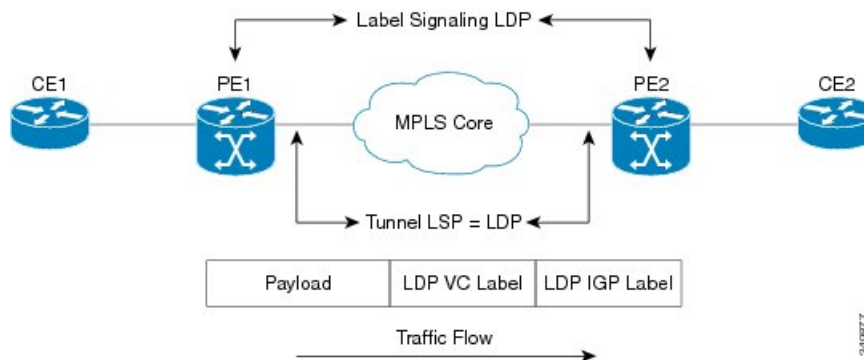 Label Signaling LDP
CE1
PE1
PE2
CE2
MPLS Core
Tunnel LSP = LDP
Payload
LDP VC Label
LDP IGP Label
Traffic Flow